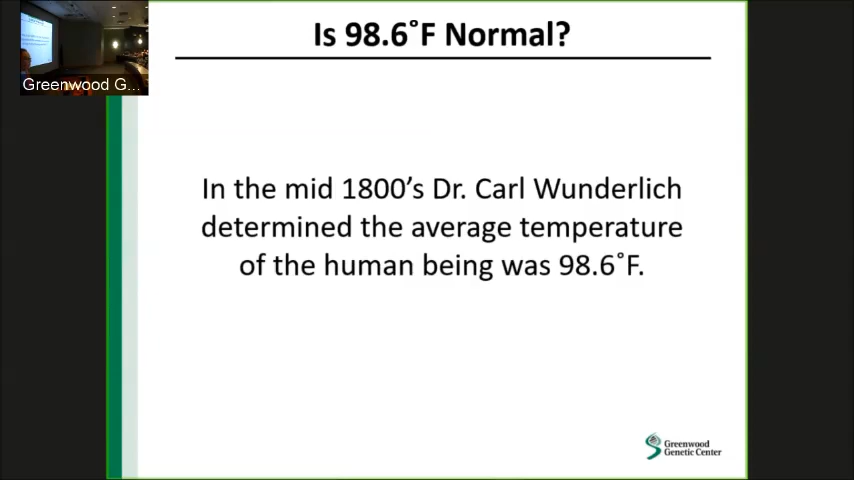 Is 98.6˚F Normal?
Greenwood G...
In the mid 1800’s Dr. Carl Wunderlich
determined the average temperature
of the human being was 98.6˚F.
Greenwood
Genetic Center